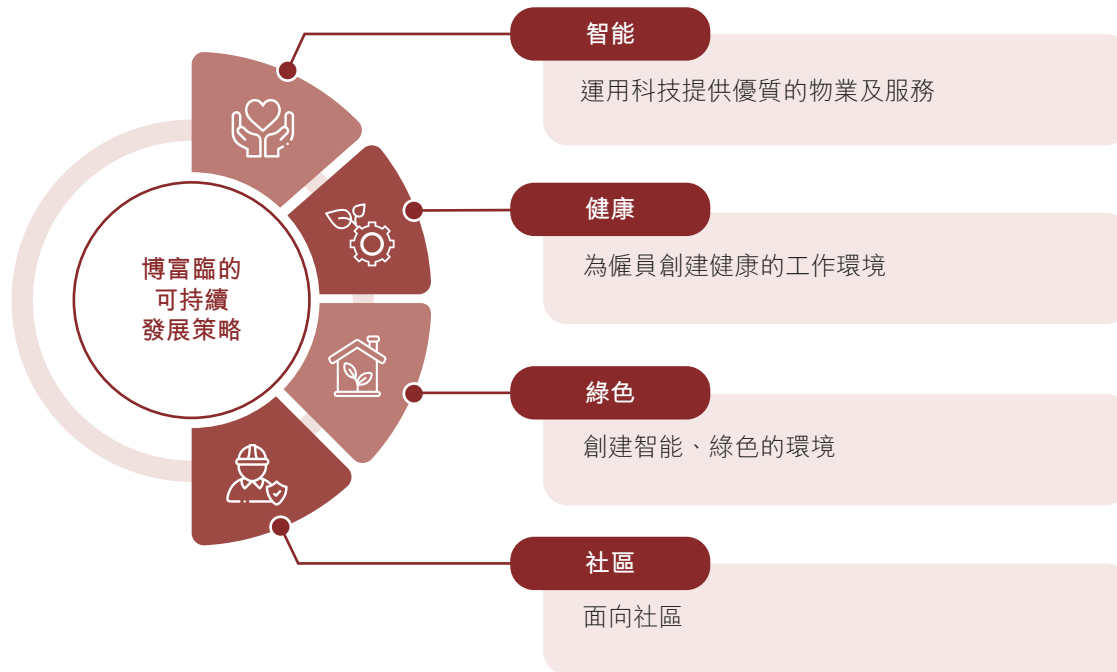 博富臨的
可持續
發展策略
智能
運用科技提供優質的物業及服務
健康
為僱員創建健康的工作環境
綠色
創建智能、綠色的環境
社區
面向社區